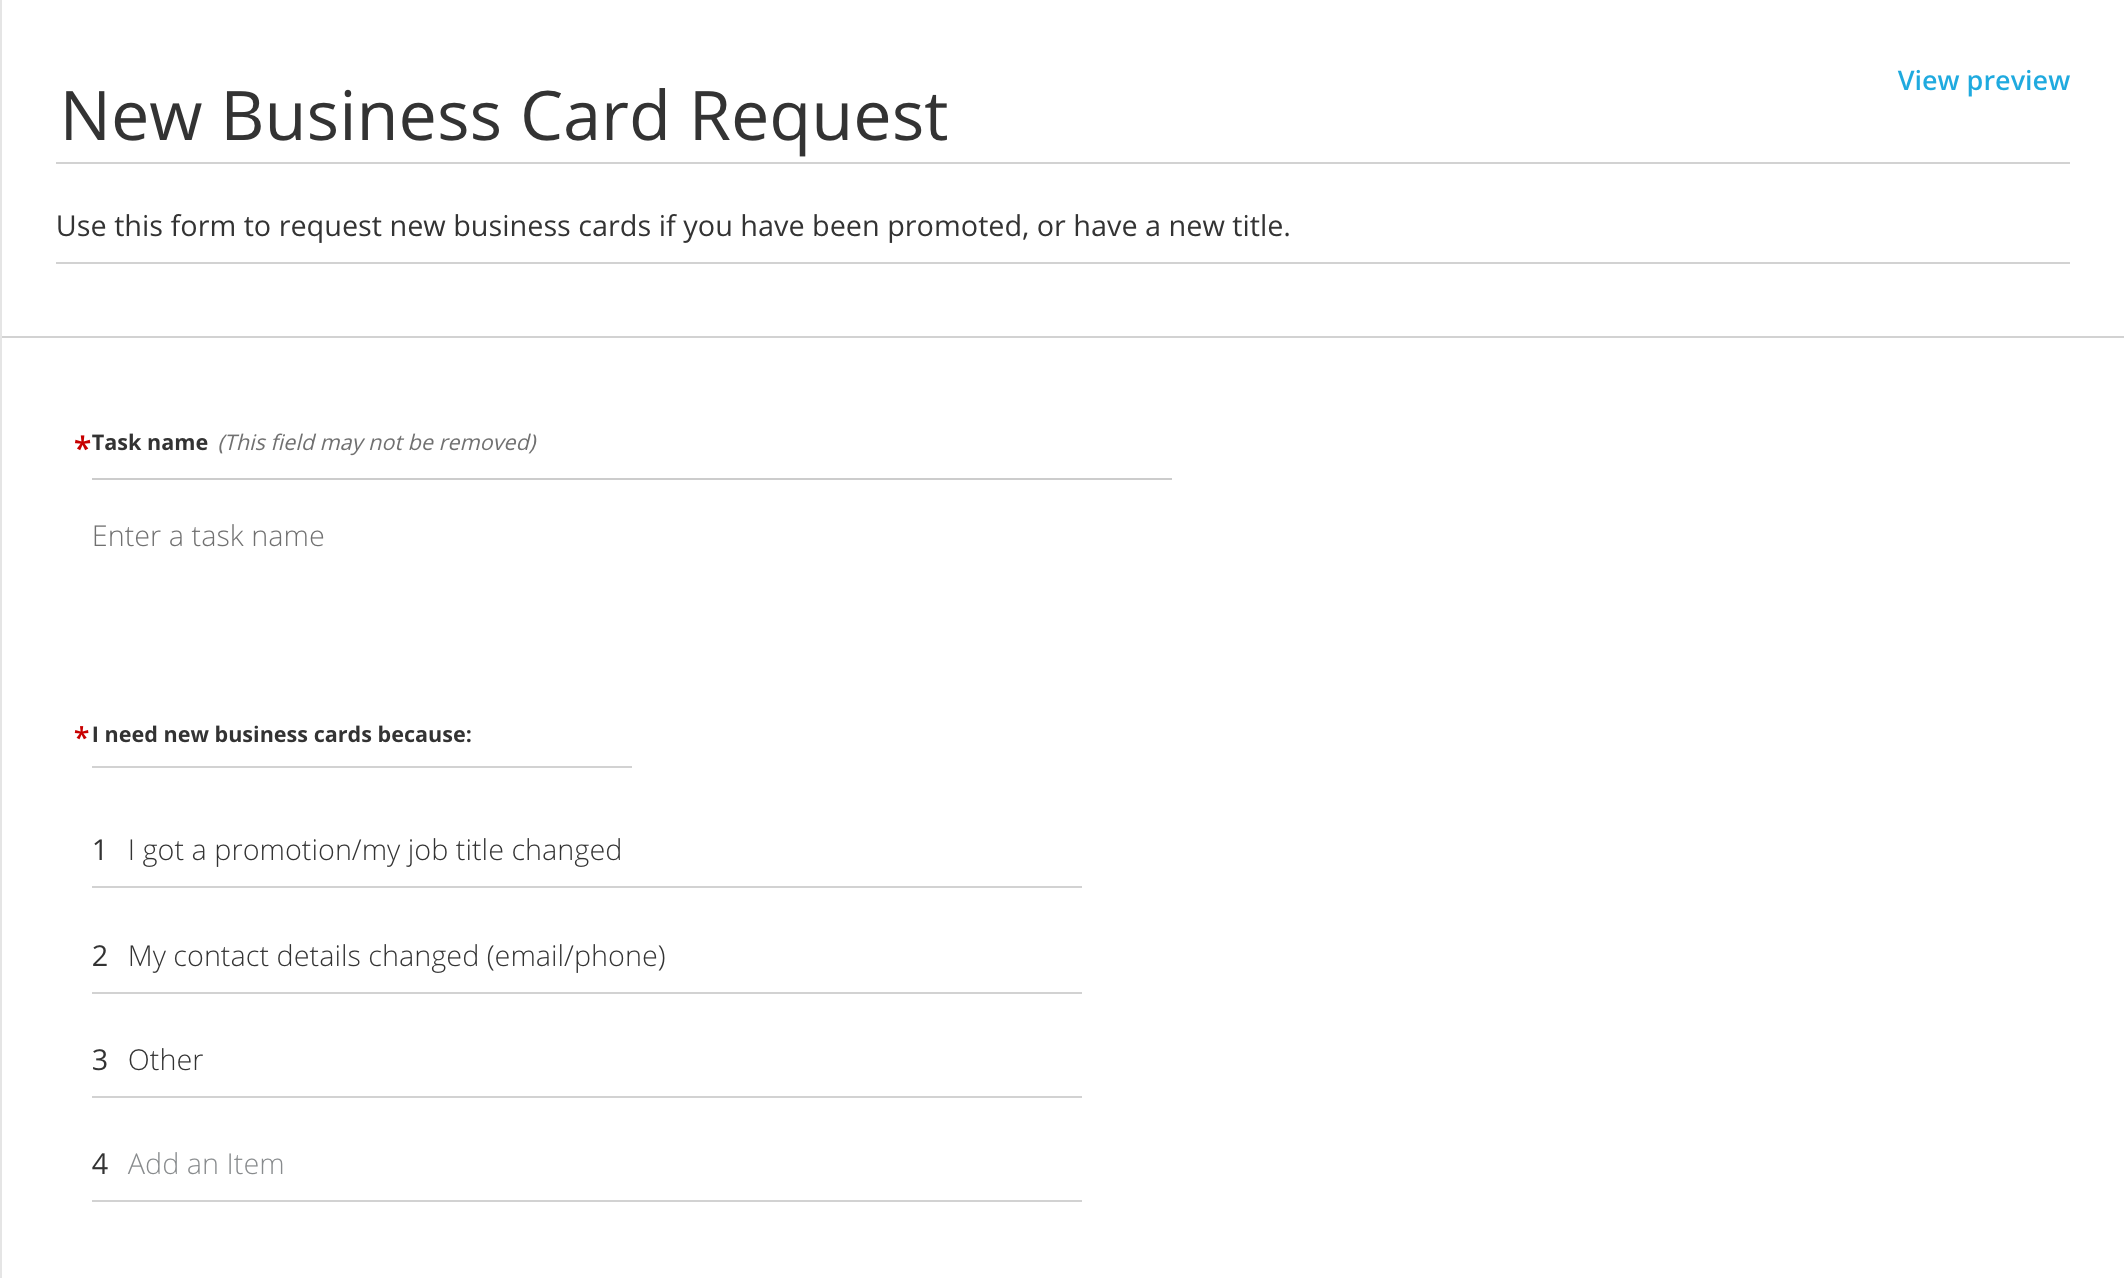 View preview
New Business Card Request
Use this form to request new business cards if you have been promoted, or have a new title.
*Task name (This field may not be removed)
Enter a task name
*I need new business cards because:
1 I got a promotion/my job title changed
2 My contact details changed (email/phone)
3 Other
4 Add an Item